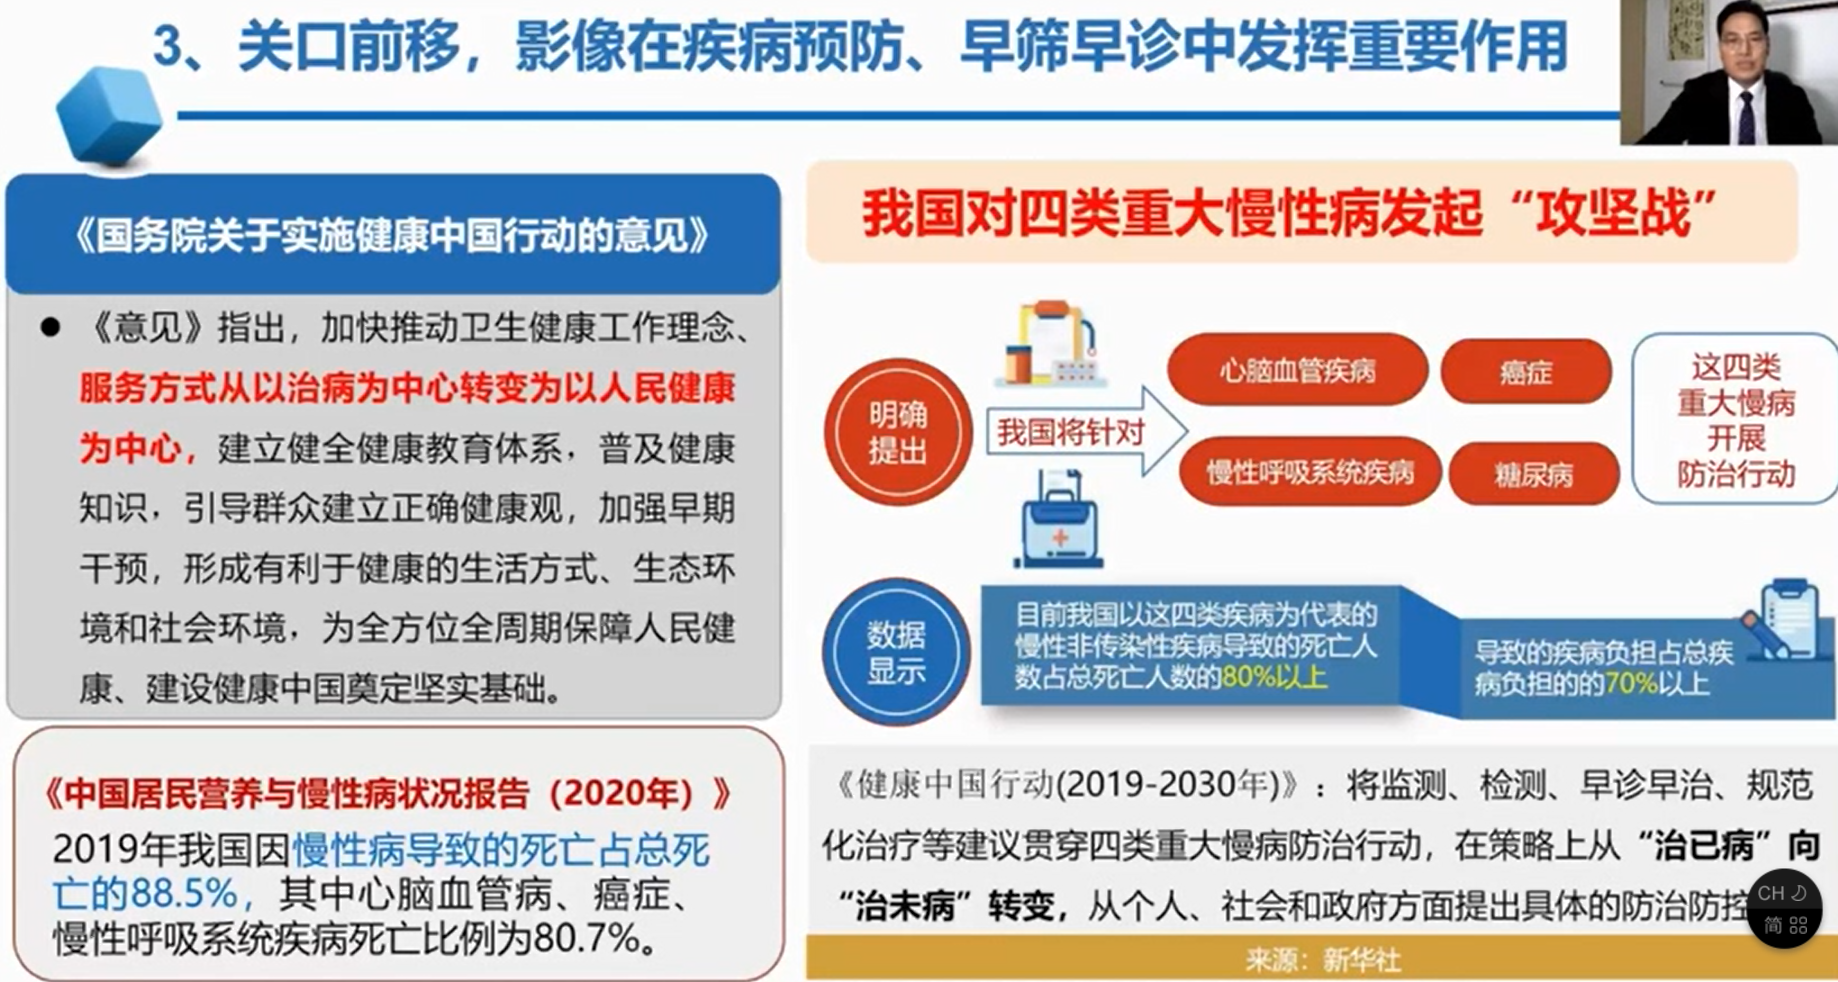 3、关口前移，影像在疾病预防、早筛早诊中发挥重要作用
《国务院关于实施健康中国行动的意见》
● 《意见》指出，加快推动卫生健康工作理念、
服务方式从以治病为中心转变为以人民健康
为中心，建立健全健康教育体系，普及健康
知识，引导群众建立正确健康观，加强早期
干预，形成有利于健康的生活方式、生态环
境和社会环境，为全方位全周期保障人民健
康、建设健康中国奠定坚实基础。
《中国居民营养与慢性病状况报告（2020年）》
2019年我国因慢性病导致的死亡占总死
亡的88.5%，其中心脑血管病、癌症、
慢性呼吸系统疾病死亡比例为80.7%。
我国对四类重大慢性病发起“攻坚战”
明确
提出
我国将针对
心脑血管疾病
癌症
慢性呼吸系统疾病
糖尿病
这四类
重大慢病
开展
防治行动
数据
显示
目前我国以这四类疾病为代表的
慢性非传染性疾病导致的死亡人
数占总死亡人数的80%以上
导致的疾病负担占总疾
病负担的的70%以上
《健康中国行动(2019-2030年)》：将监测、检测、早诊早治、规范
化治疗等建议贯穿四类重大慢病防治行动，在策略上从“治已病”向
“治未病”转变，从个人、社会和政府方面提出具体的防治防控
来源：新华社
CH
简